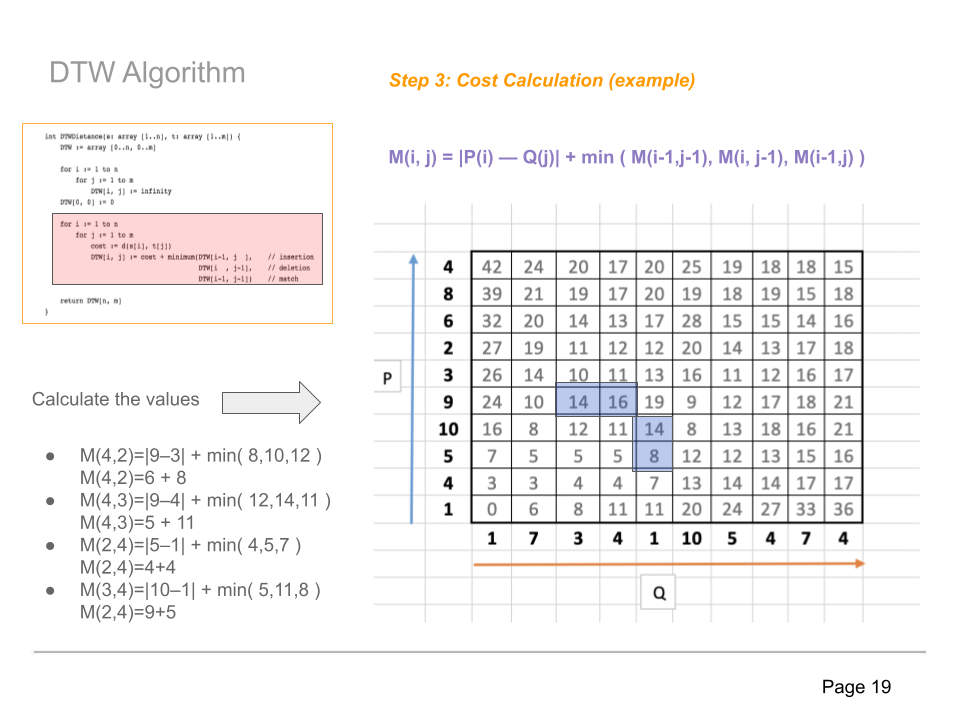 DTW Algorithm
Step 3: Cost Calculation (example)
int DTWDistance(s: array [1..n], t: array [1..m]) {
DTW := array [0..n, 0..m]
for i := 1 to n
for j := 1 to m
DTW[i, j] := infinity
DTW[0, 0] := 0
for i := 1 to n
for j := 1 to m
cost := d(s[i], t[j])
DTW[i, j] := cost + minimum(DTW[i-1, j ], // insertion
DTW[i , j-1], // deletion
DTW[i-1, j-1]) // match
return DTW[n, m]
}
M(i, j) = |P(i) — Q(j)| + min ( M(i-1,j-1), M(i, j-1), M(i-1,j) )
Calculate the values
● M(4,2)=|9–3| + min( 8,10,12 )
M(4,2)=6 + 8
● M(4,3)=|9–4| + min( 12,14,11 )
M(4,3)=5 + 11
● M(2,4)=|5–1| + min( 4,5,7 )
M(2,4)=4+4
● M(3,4)=|10–1| + min( 5,11,8 )
M(2,4)=9+5
P
4 42 24 20 17 20 25 19 18 18 15
8 39 21 19 17 20 19 18 19 15 18
6 32 20 14 13 17 28 15 15 14 16
2 27 19 11 12 12 20 14 13 17 18
3 26 14 10 11 13 16 11 12 16 17
9 24 10 14 16 19 9 12 17 18 21
10 16 8 12 11 14 8 13 18 16 21
5 7 5 5 5 8 12 12 13 15 16
4 3 3 4 4 7 13 14 14 17 17
1 0 6 8 11 11 20 24 27 33 36
1 7 3 4 1 10 5 4 7 4
Q
Page 19